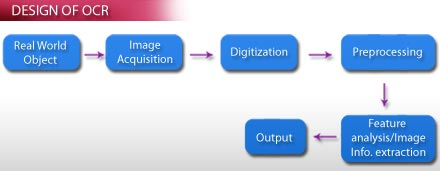 DESIGN OF OCR
Real World
Object
Image
Acquisition
Digitization
Preprocessing
Feature
analysis/Image
Info. extraction
Output